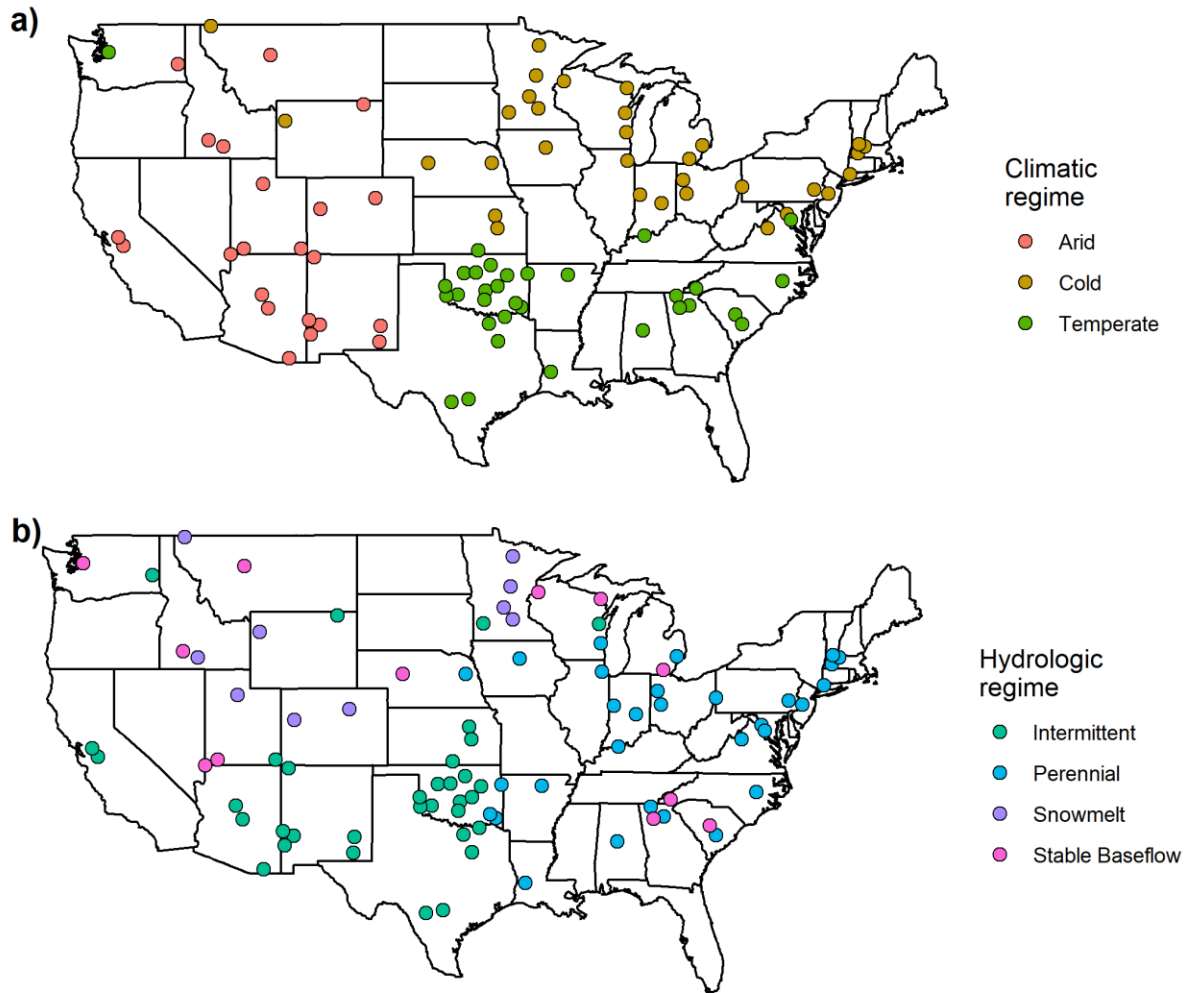 a)
Climatic
regime
Arid
Cold
Temperate
b)
Hydrologic
regime
Intermittent
Perennial
Snowmelt
Stable Baseflow